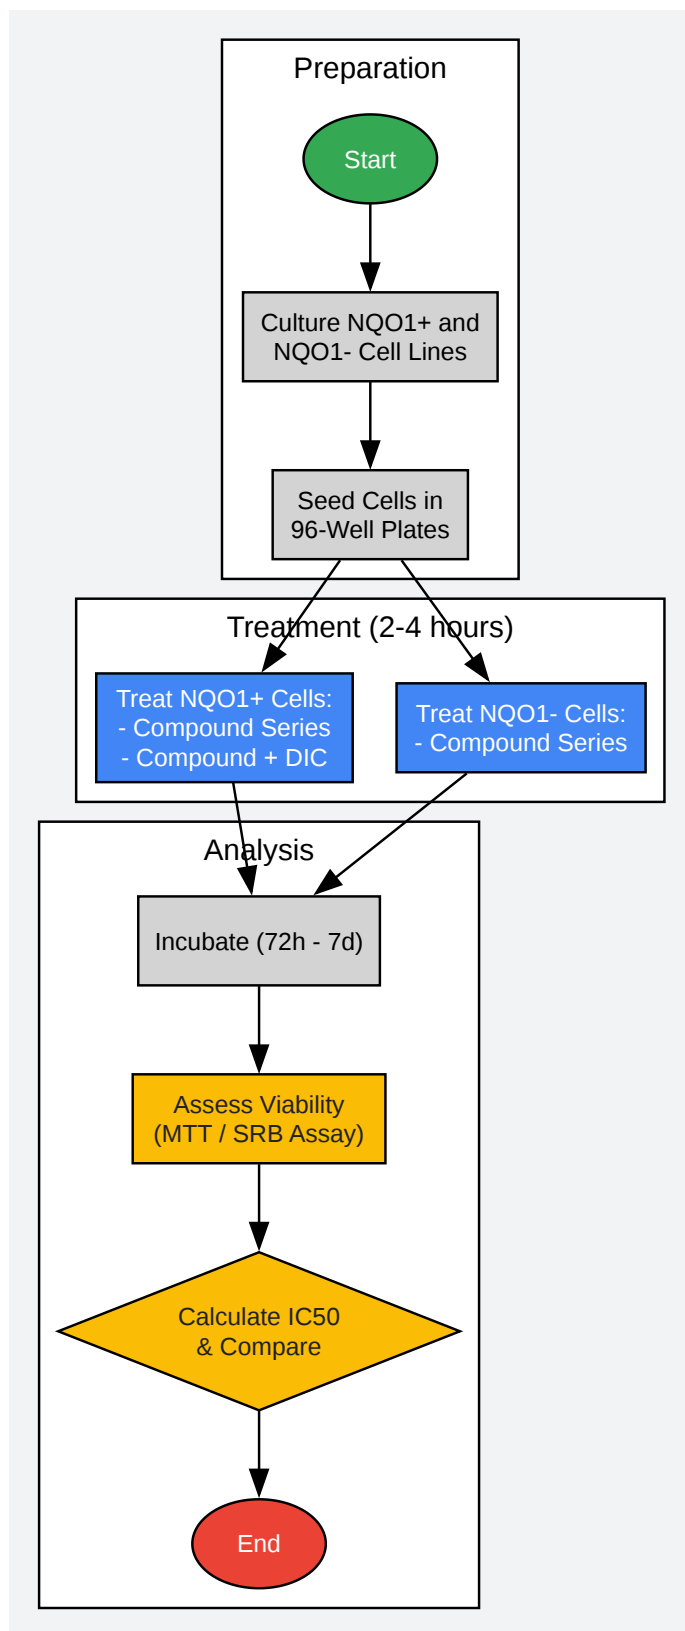 Preparation
Start
Culture NQO1+ and
NQO1- Cell Lines
Seed Cells in
96-Well Plates
Treatment (2-4 hours)
Treat NQO1+ Cells:
- Compound Series
- Compound + DIC
Treat NQO1- Cells:
- Compound Series
Analysis
Incubate (72h - 7d)
Assess Viability
(MTT / SRB Assay)
Calculate IC50
& Compare
End